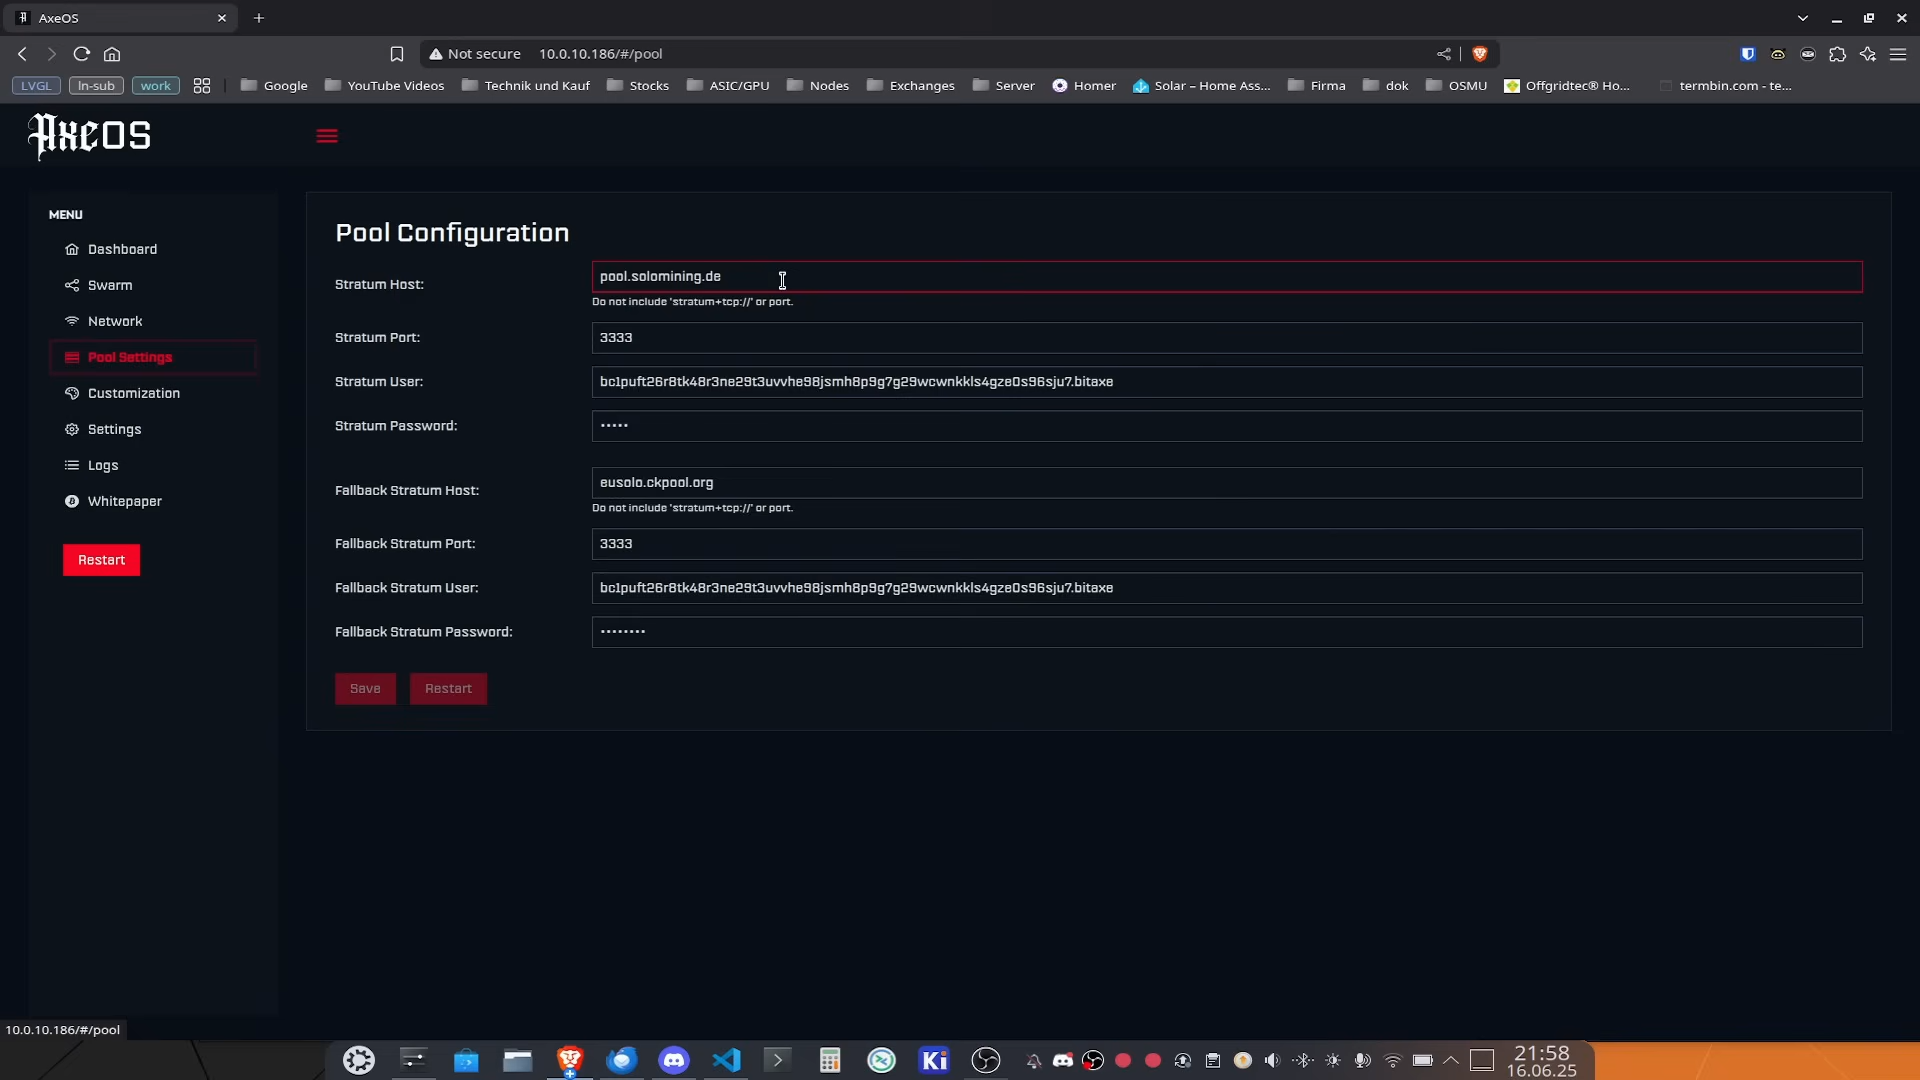 AxeOS
Not secure 10.0.10.186/#/pool
LVGL In-sub work Google YouTube Videos Technik und Kauf Stocks ASIC/GPU Nodes Exchanges Server Homer Solar – Home Ass... Firma dok OSMU Offgridtec® Ho... termbin.com - te...
AxeOS
MENU
Dashboard
Swarm
Network
Pool Settings
Customization
Settings
Logs
Whitepaper
Restart
Pool Configuration
Stratum Host: pool.solomining.de
Do not include 'stratum+tcp://' or port.
Stratum Port: 3333
Stratum User: bc1puft26r8tk48r3ne29t3uvvhe98jsmh8p9g7g29wcwnkkls4gze0s96sju7.bitaxe
Stratum Password: •••••
Fallback Stratum Host: eusolo.ckpool.org
Do not include 'stratum+tcp://' or port.
Fallback Stratum Port: 3333
Fallback Stratum User: bc1puft26r8tk48r3ne29t3uvvhe98jsmh8p9g7g29wcwnkkls4gze0s96sju7.bitaxe
Fallback Stratum Password: ••••••••
Save Restart
10.0.10.186/#/pool
Ki
21:58
16.06.25